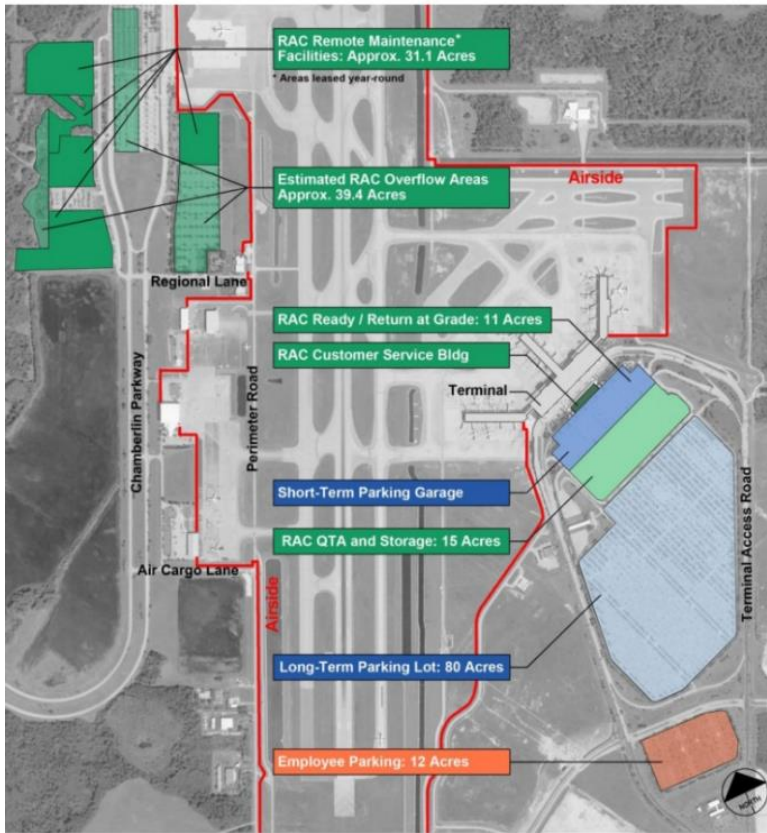 RAC Remote Maintenance*
Facilities: Approx. 31.1 Acres
* Areas leased year-round
Estimated RAC Overflow Areas
Approx. 39.4 Acres
Airside
Regional Lane
RAC Ready / Return at Grade: 11 Acres
RAC Customer Service Bldg
Terminal
Chamberlin Parkway
Perimeter Road
Short-Term Parking Garage
RAC QTA and Storage: 15 Acres
Terminal Access Road
Air Cargo Lane
Airside
Long-Term Parking Lot: 80 Acres
Employee Parking: 12 Acres
NORTH